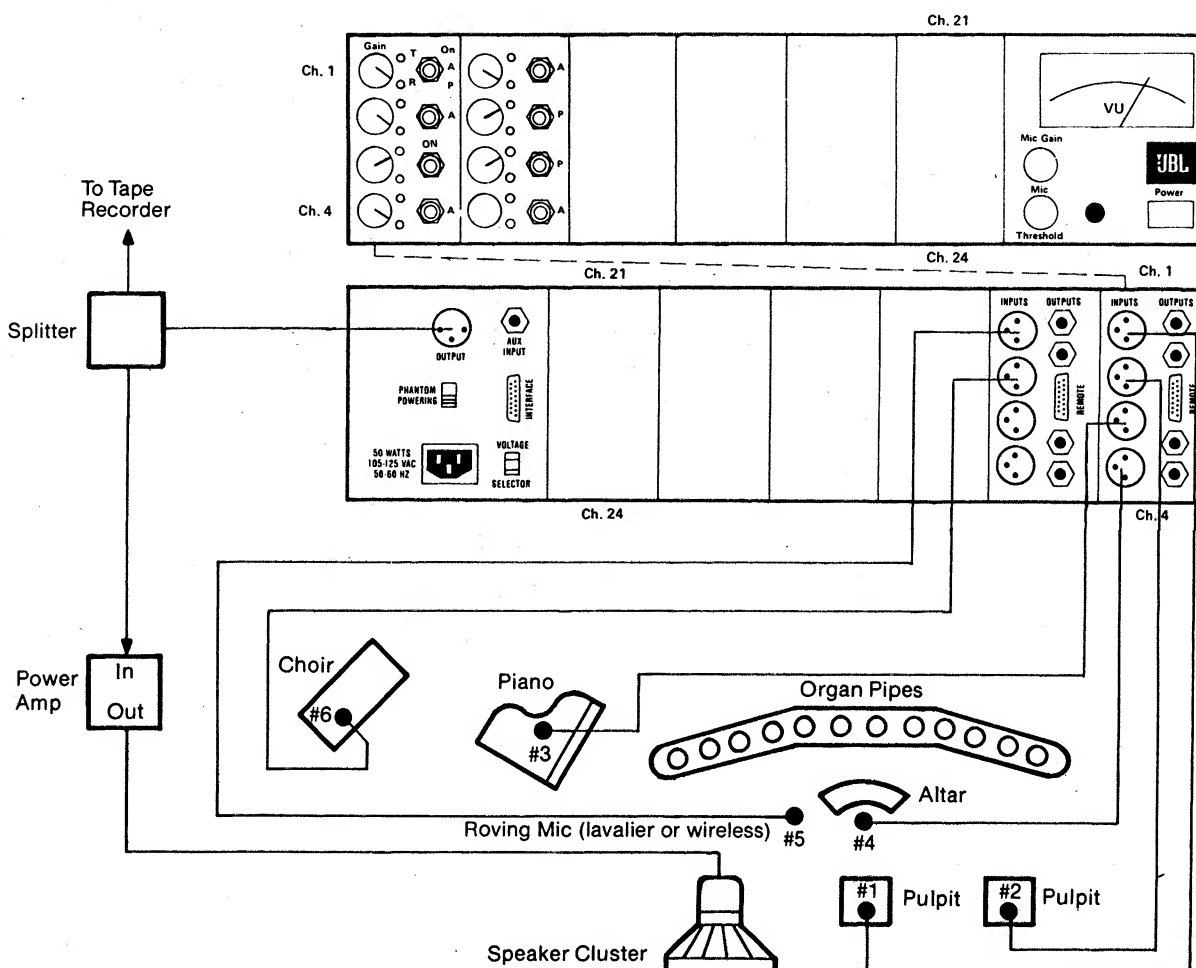 Ch. 21
Gain
T
On
Ch. 1
A
R
P
A
A
P
ON
P
Ch. 4
A
A
VU
Mic Gain
JBL
Mic
Power
Threshold
To Tape
Recorder
Ch. 21
Ch. 24
Ch. 1
INPUTS OUTPUTS
INPUTS OUTPUTS
Splitter
OUTPUT
AUX
INPUT
PHANTOM
POWERING
INTERFACE
REMOTE
REMOTE
50 WATTS
105-125 VAC
50-60 HZ
VOLTAGE
SELECTOR
Ch. 24
Ch. 4
Power
Amp
In
Out
Choir
#6
Piano
#3
Organ Pipes
Altar
Roving Mic (lavalier or wireless)
#5
#4
#1
Pulpit
#2
Pulpit
Speaker Cluster